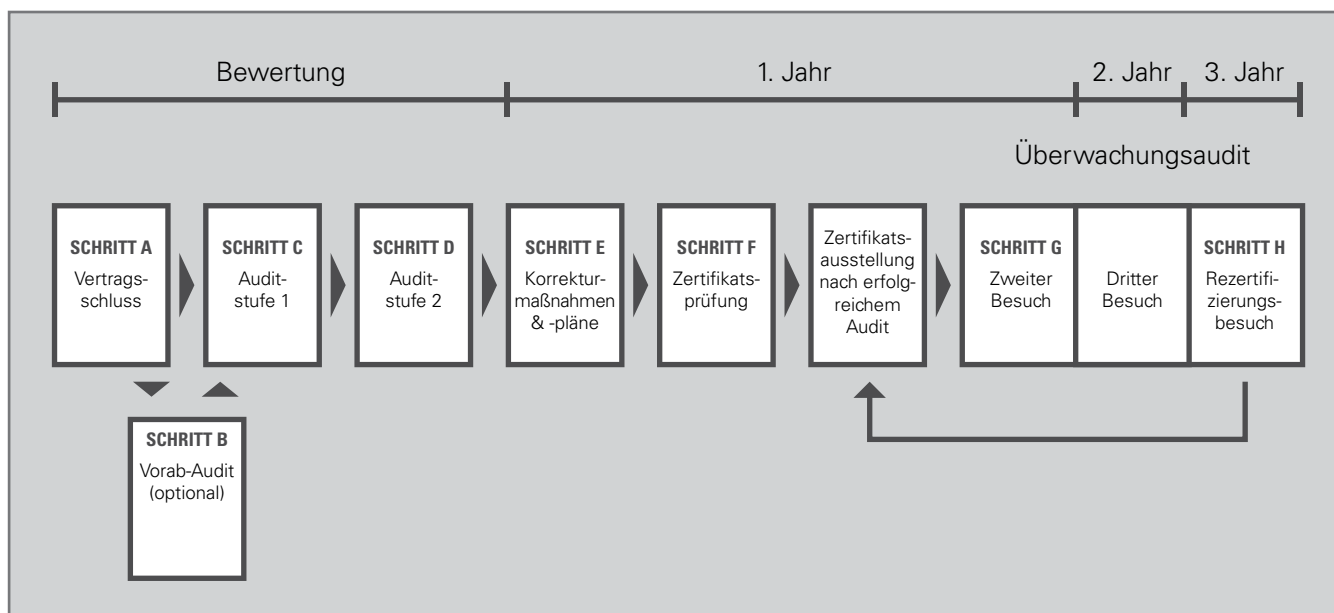 Bewertung
1. Jahr
2. Jahr
3. Jahr
Überwachungsaudit
SCHRITT A
Vertrags-
schluss
SCHRITT C
Audit-
stufe 1
SCHRITT D
Audit-
stufe 2
SCHRITT E
Korrektur-
maßnahmen
& -pläne
SCHRITT F
Zertifikats-
prüfung
Zertifikats-
ausstellung
nach erfolg-
reichem
Audit
SCHRITT G
Zweiter
Besuch
Dritter
Besuch
SCHRITT H
Rezertifi-
zierungs-
besuch
SCHRITT B
Vorab-Audit
(optional)